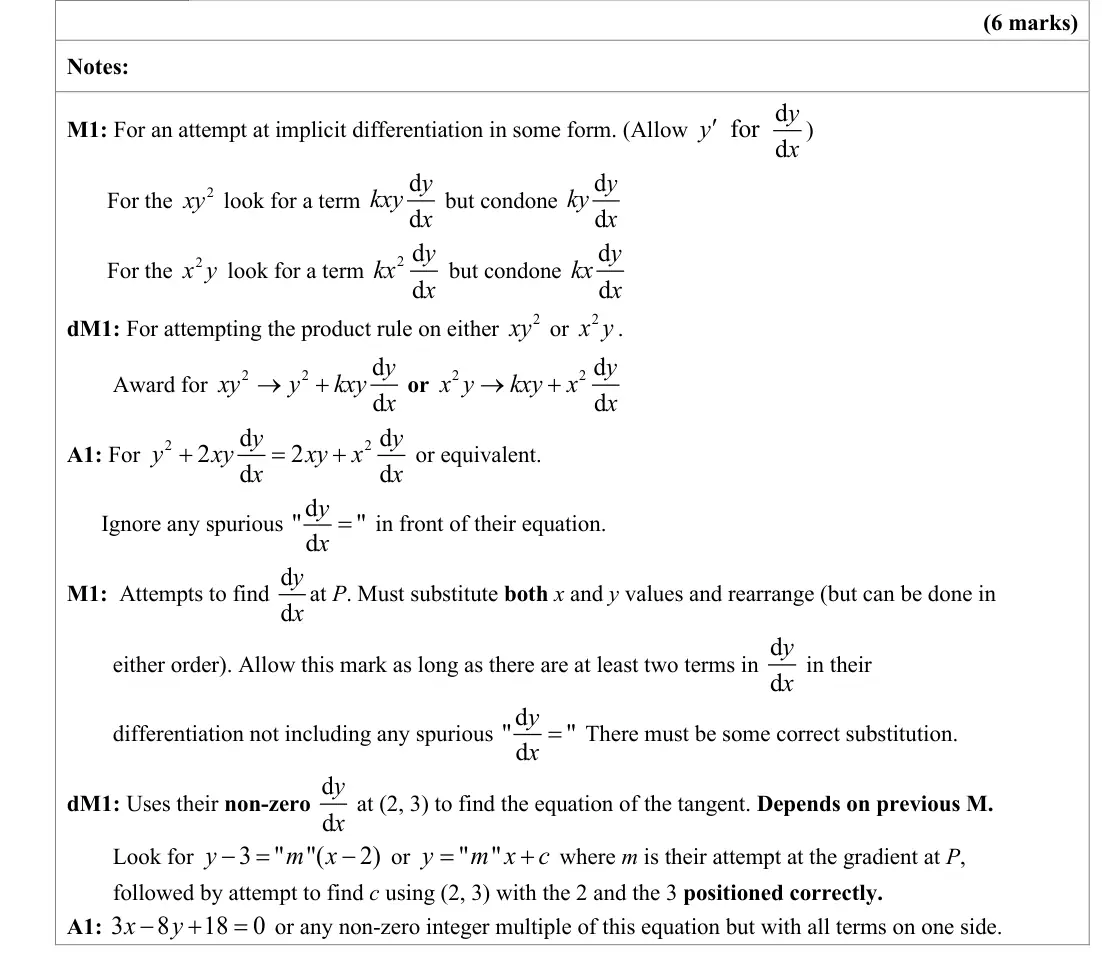 (6 marks)
Notes:
M1: For an attempt at implicit differentiation in some form. (Allow y′ for dy/dx)
For the xy² look for a term kxy dy/dx but condone ky dy/dx
For the x²y look for a term kx² dy/dx but condone kx dy/dx
dM1: For attempting the product rule on either xy² or x²y.
Award for xy² → y² + kxy dy/dx or x²y → kxy + x² dy/dx
A1: For y² + 2xy dy/dx = 2xy + x² dy/dx or equivalent.
Ignore any spurious "dy/dx =" in front of their equation.
M1: Attempts to find dy/dx at P. Must substitute both x and y values and rearrange (but can be done in
either order). Allow this mark as long as there are at least two terms in dy/dx in their
differentiation not including any spurious "dy/dx =" There must be some correct substitution.
dM1: Uses their non-zero dy/dx at (2, 3) to find the equation of the tangent. Depends on previous M.
Look for y − 3 = "m"(x − 2) or y = "m"x + c where m is their attempt at the gradient at P,
followed by attempt to find c using (2, 3) with the 2 and the 3 positioned correctly.
A1: 3x − 8y + 18 = 0 or any non-zero integer multiple of this equation but with all terms on one side.